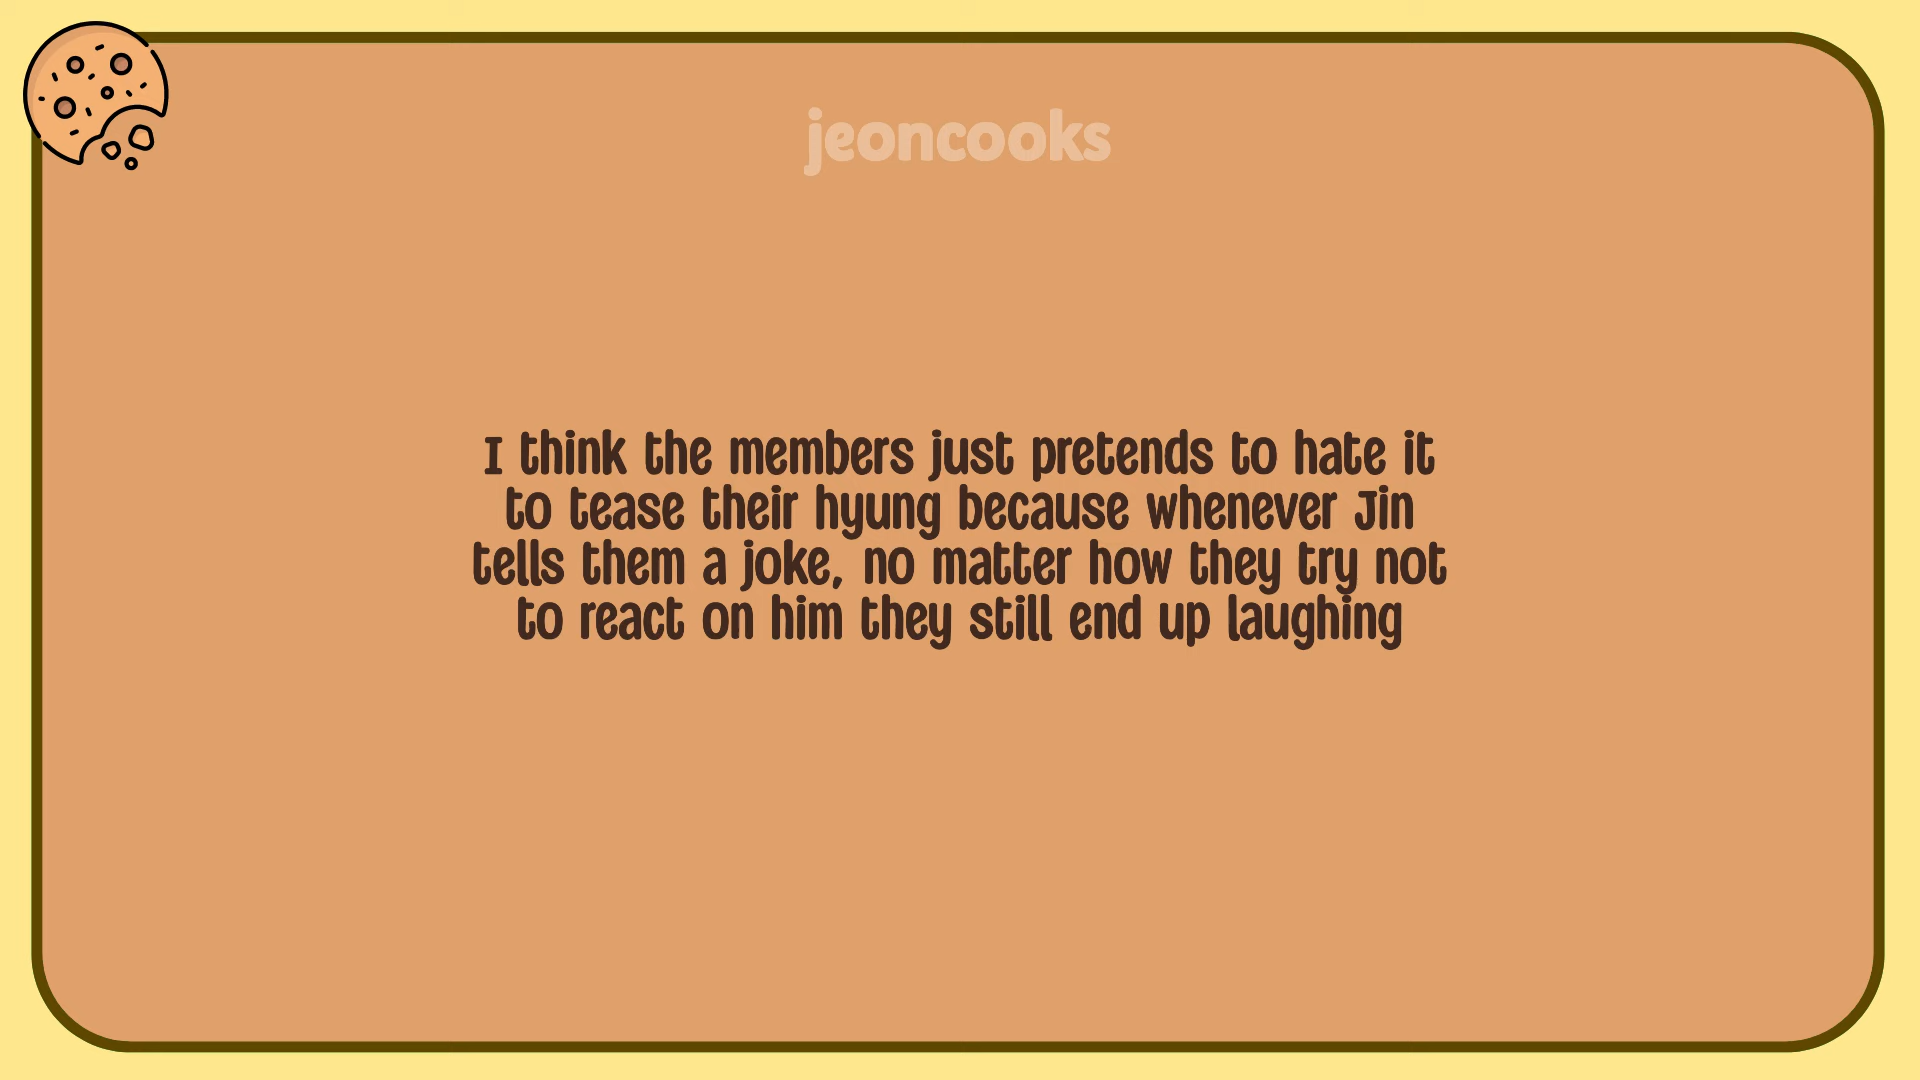 jeoncooks
I think the members just pretends to hate it
to tease their hyung because whenever Jin
tells them a joke, no matter how they try not
to react on him they still end up laughing